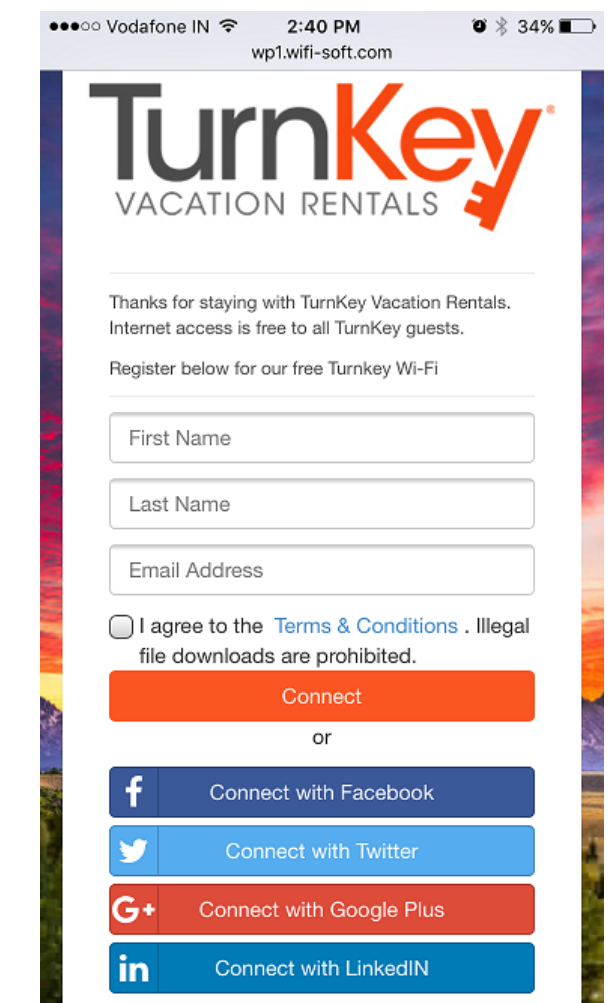 Vodafone IN 2:40 PM 34%
wp1.wifi-soft.com
TurnKey®
VACATION RENTALS
Thanks for staying with TurnKey Vacation Rentals.
Internet access is free to all TurnKey guests.
Register below for our free Turnkey Wi-Fi
First Name
Last Name
Email Address
I agree to the Terms & Conditions . Illegal
file downloads are prohibited.
Connect
or
f Connect with Facebook
Connect with Twitter
G+ Connect with Google Plus
in Connect with LinkedIN